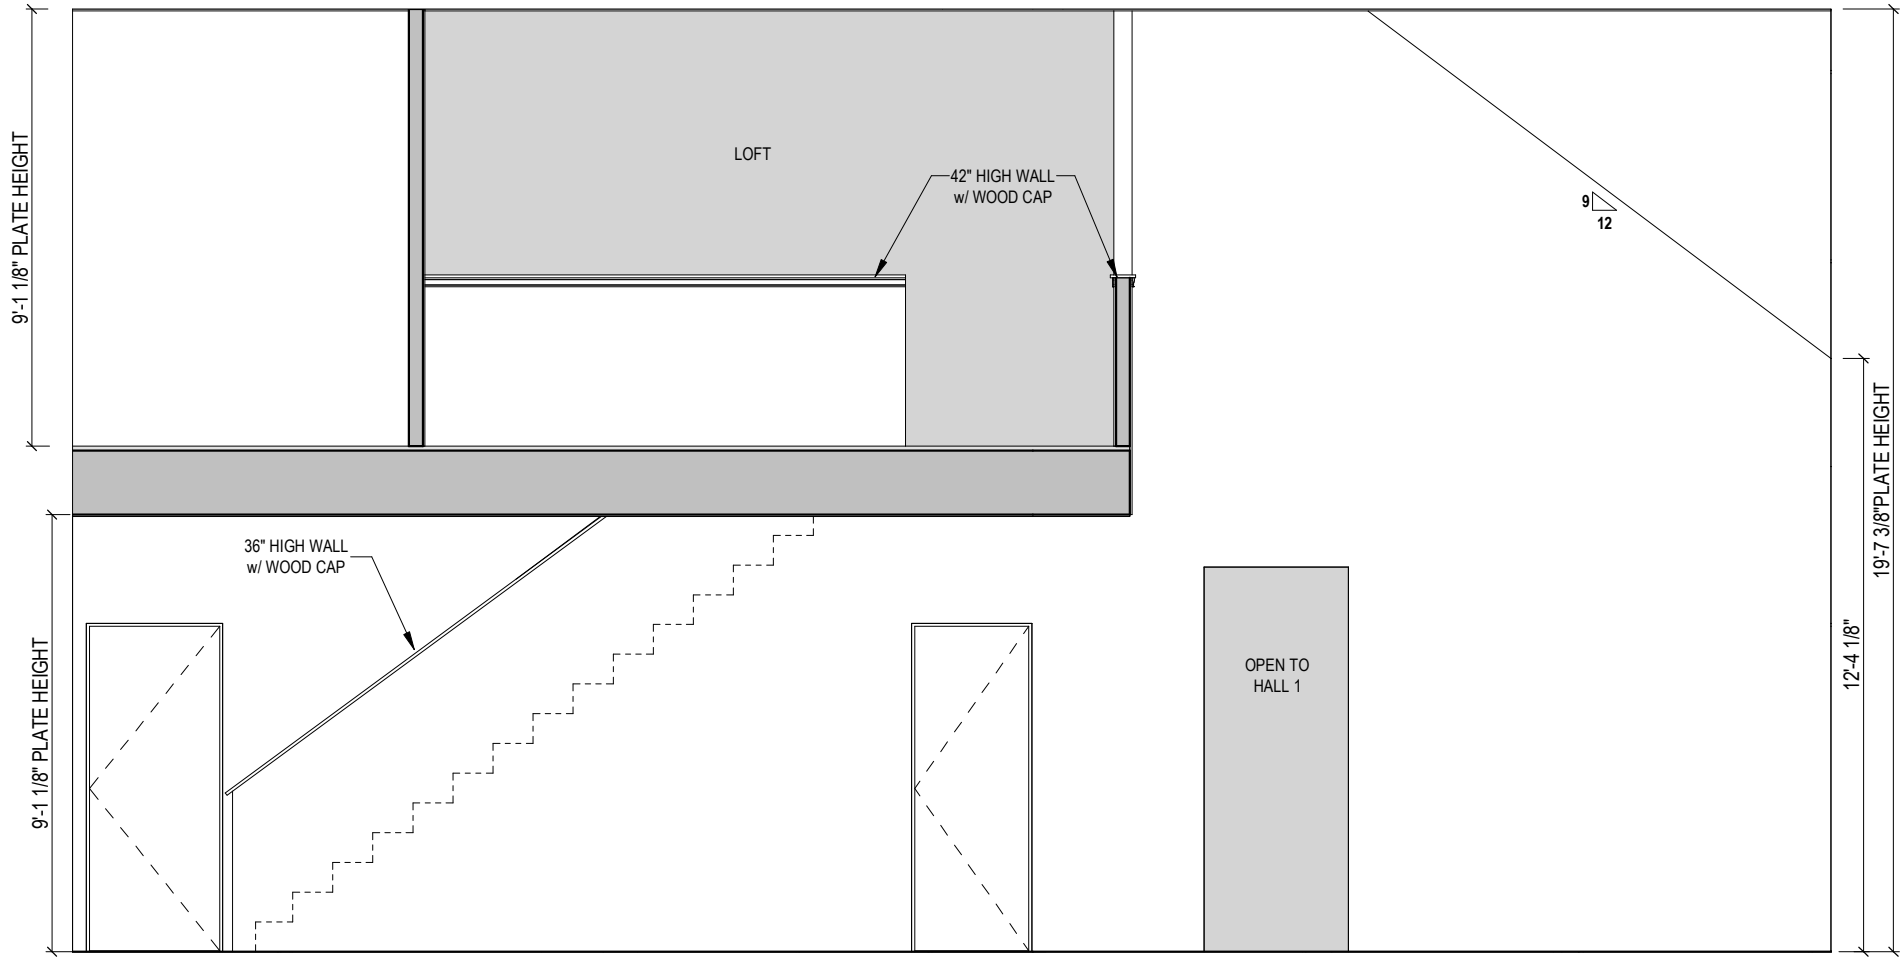 9'-1 1/8" PLATE HEIGHT
LOFT
42" HIGH WALL
w/ WOOD CAP
9
12
19'-7 3/8"PLATE HEIGHT
36" HIGH WALL
w/ WOOD CAP
9'-1 1/8" PLATE HEIGHT
OPEN TO
HALL 1
12'-4 1/8"